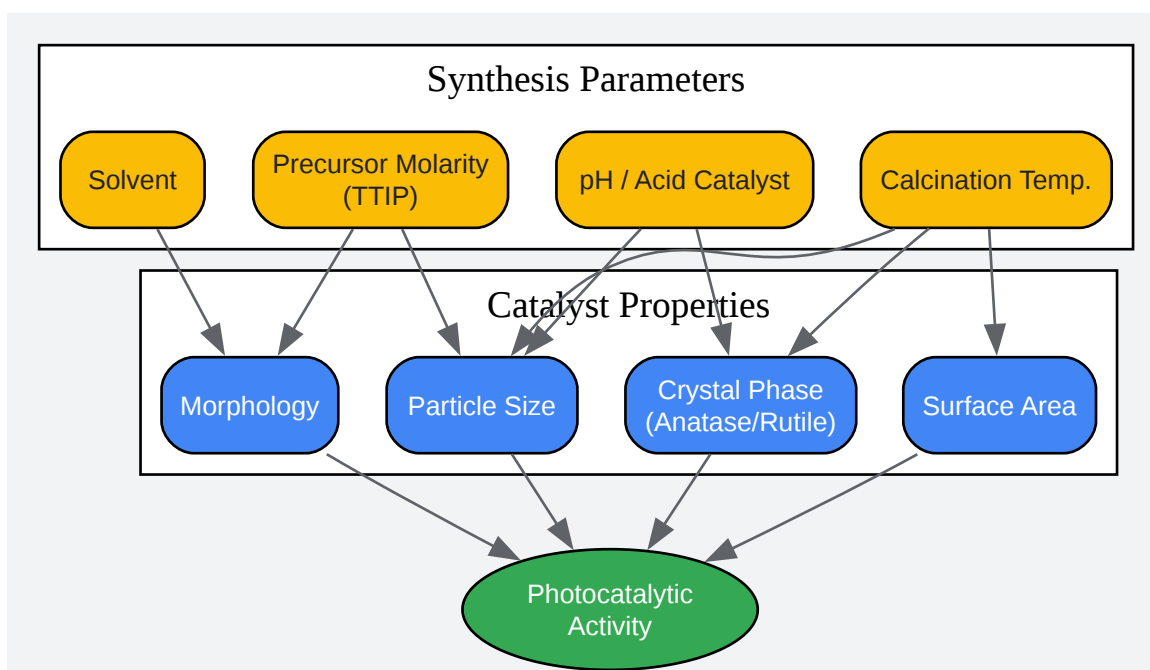 Synthesis Parameters
Solvent
Precursor Molarity
(TTIP)
pH / Acid Catalyst
Calcination Temp.
Catalyst Properties
Morphology
Particle Size
Crystal Phase
(Anatase/Rutile)
Surface Area
Photocatalytic
Activity